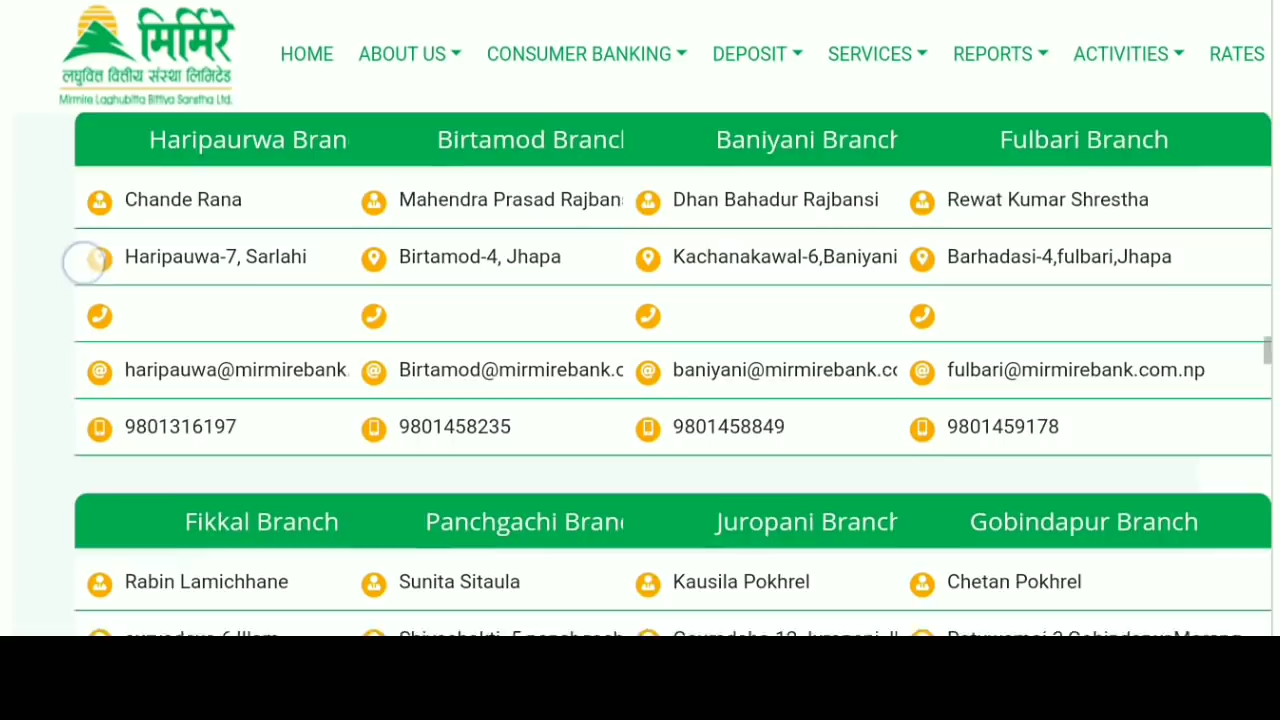 मिर्मिरे
लघुवित्त वित्तीय संस्था लिमिटेड
Mirmire Laghubitta Bittiya Sanstha Ltd.
HOME ABOUT US CONSUMER BANKING DEPOSIT SERVICES REPORTS ACTIVITIES RATES
Haripaurwa Bran Birtamod Branch Baniyani Branch Fulbari Branch
Chande Rana Mahendra Prasad Rajban Dhan Bahadur Rajbansi Rewat Kumar Shrestha
Haripauwa-7, Sarlahi Birtamod-4, Jhapa Kachanakawal-6,Baniyani Barhadasi-4,fulbari,Jhapa
haripauwa@mirmirebank. Birtamod@mirmirebank.c baniyani@mirmirebank.cc fulbari@mirmirebank.com.np
9801316197 9801458235 9801458849 9801459178
Fikkal Branch Panchgachi Bran Juropani Branch Gobindapur Branch
Rabin Lamichhane Sunita Sitaula Kausila Pokhrel Chetan Pokhrel